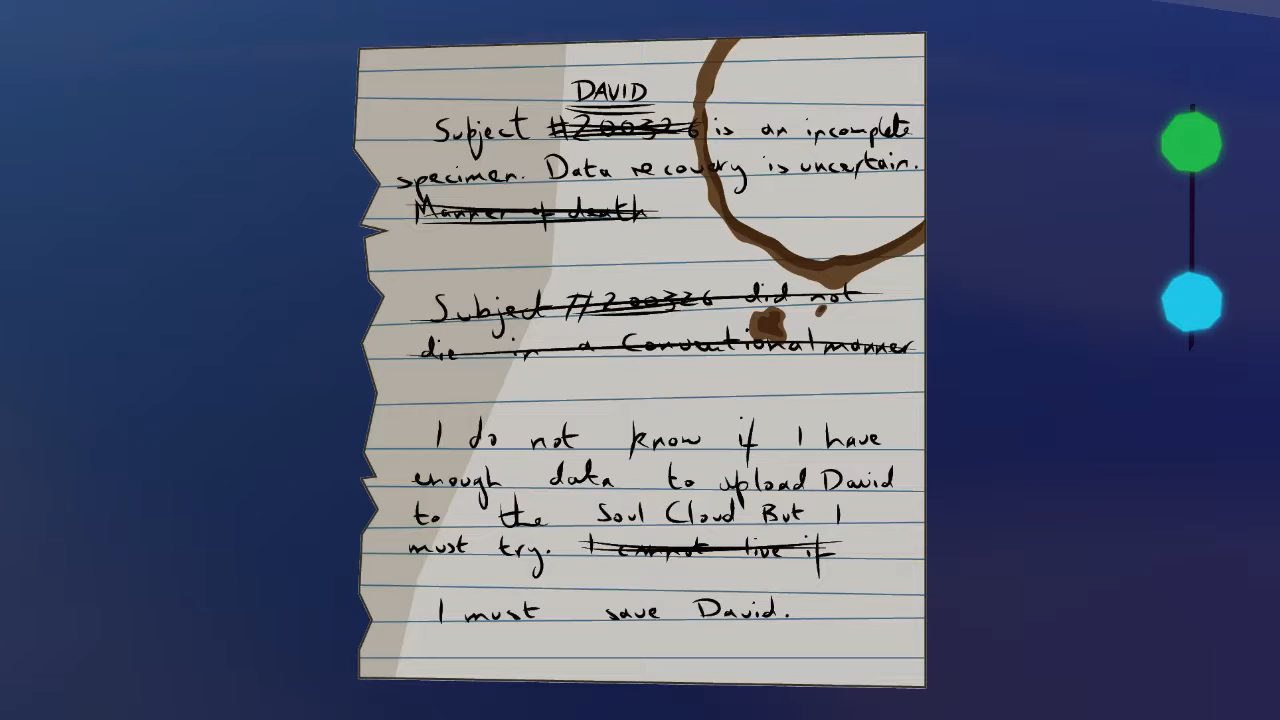 DAVID
Subject #200326 is an incomplete
specimen. Data recovery is uncertain.
Manner of death
Subject #200326 did not
die in a Conventional manner
I do not know if I have
enough data to upload David
to the Soul Cloud But I
must try. I cannot live if
I must save David.